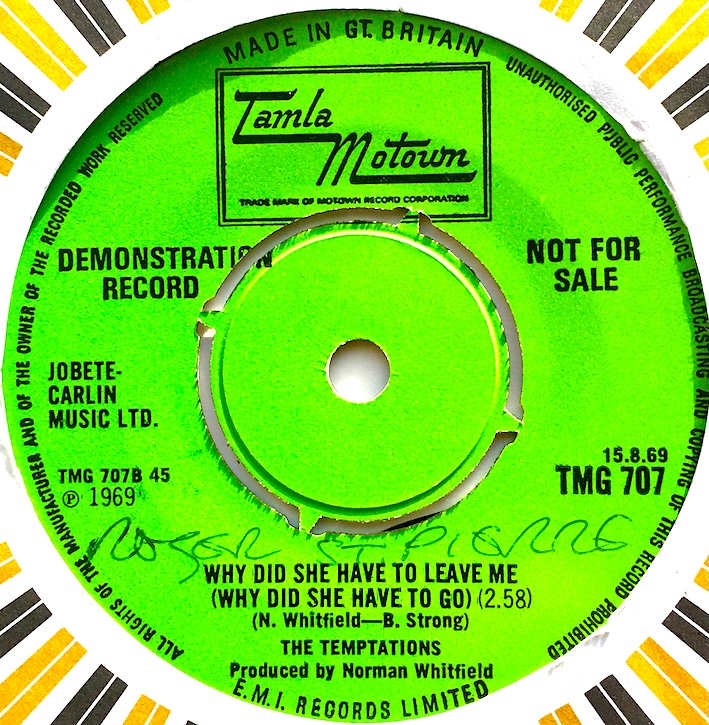 MADE IN GT. BRITAIN
UNAUTHORISED PUBLIC PERFORMANCE BROADCASTING AND COPYING OF THIS RECORD PROHIBITED
ALL RIGHTS OF THE MANUFACTURER AND OF THE OWNER OF THE RECORDED WORK RESERVED
Tamla
Motown
TRADE MARK OF MOTOWN RECORD CORPORATION
DEMONSTRATION
RECORD
NOT FOR
SALE
JOBETE-
CARLIN
MUSIC LTD.
TMG 707B 45
℗ 1969
15.8.69
TMG 707
ROGER ST PIERRE
WHY DID SHE HAVE TO LEAVE ME
(WHY DID SHE HAVE TO GO) (2.58)
(N. Whitfield—B. Strong)
THE TEMPTATIONS
Produced by Norman Whitfield
E.M.I. RECORDS LIMITED